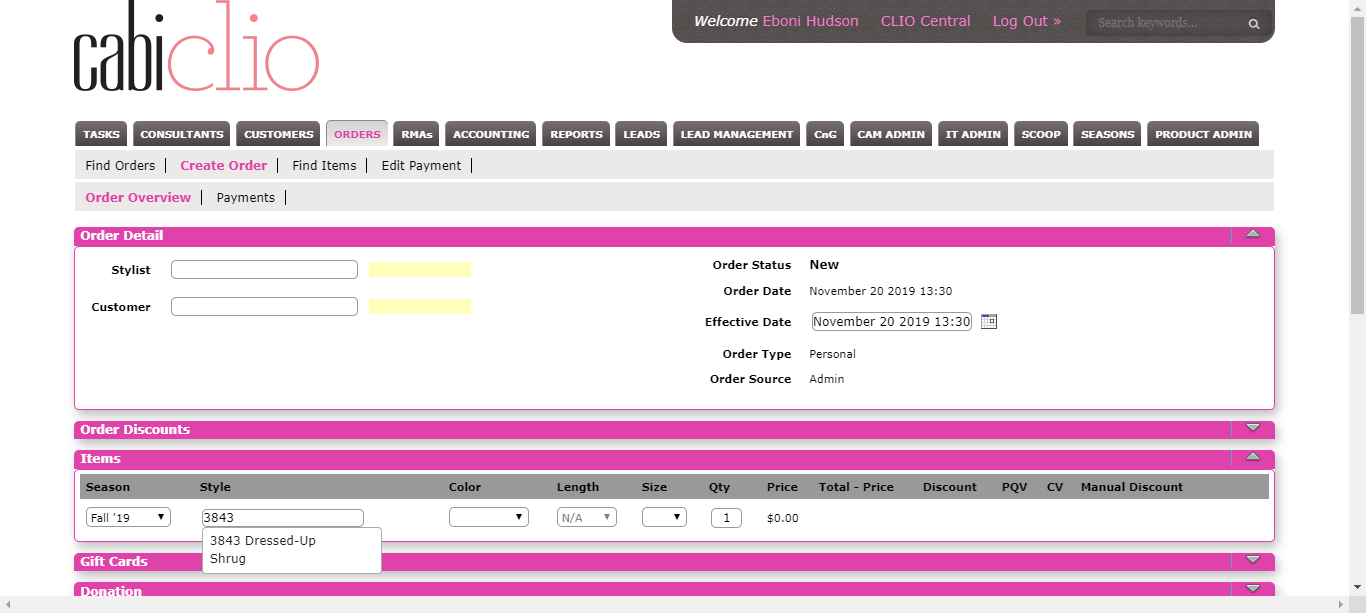 cabiclio
Welcome Eboni Hudson CLIO Central Log Out » Search keywords...
TASKS CONSULTANTS CUSTOMERS ORDERS RMAs ACCOUNTING REPORTS LEADS LEAD MANAGEMENT CnG CAM ADMIN IT ADMIN SCOOP SEASONS PRODUCT ADMIN
Find Orders Create Order Find Items Edit Payment
Order Overview Payments
Order Detail
Stylist
Customer
Order Status New
Order Date November 20 2019 13:30
Effective Date November 20 2019 13:30
Order Type Personal
Order Source Admin
Order Discounts
Items
Season Style Color Length Size Qty Price Total - Price Discount PQV CV Manual Discount
Fall '19 3843 N/A 1 $0.00
3843 Dressed-Up
Shrug
Gift Cards
Donation